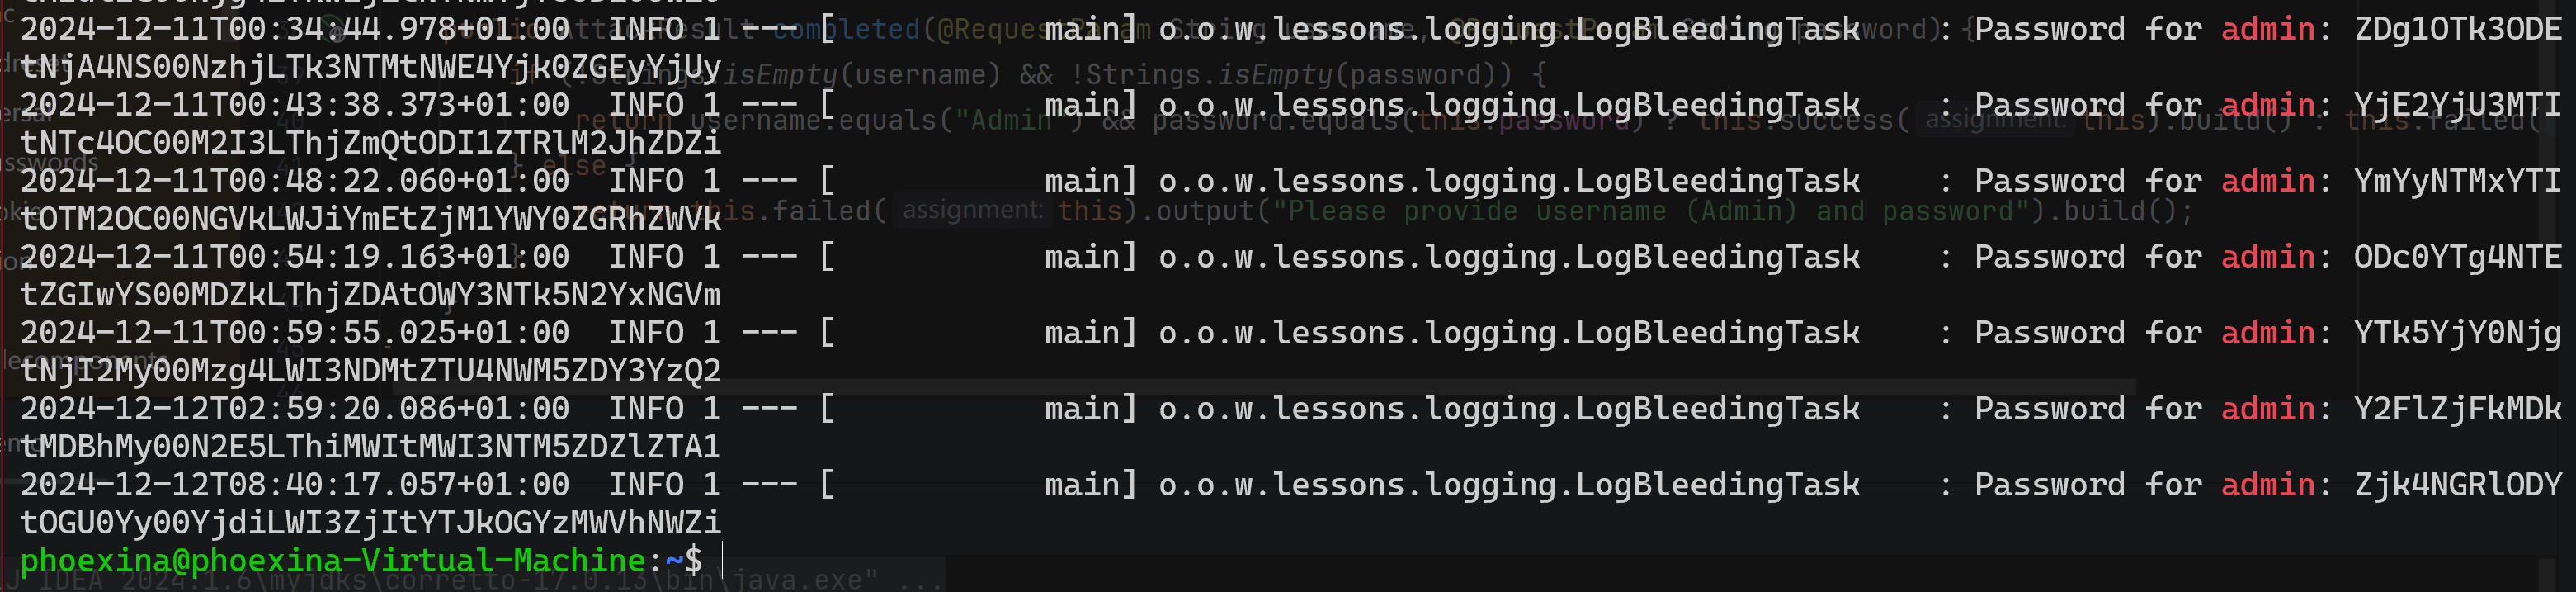 2024-12-11T00:34:44.978+01:00  INFO 1 --- [           main] o.o.w.lessons.logging.LogBleedingTask    : Password for admin: ZDg1OTk3ODE
tNjA4NS00NzhjLTk3NTMtNWE4Yjk0ZGEyYjUy
2024-12-11T00:43:38.373+01:00  INFO 1 --- [           main] o.o.w.lessons.logging.LogBleedingTask    : Password for admin: YjE2YjU3MTI
tNTc4OC00M2I3LThjZmQtODI1ZTRlM2JhZDZi
2024-12-11T00:48:22.060+01:00  INFO 1 --- [           main] o.o.w.lessons.logging.LogBleedingTask    : Password for admin: YmYyNTMxYTI
tOTM2OC00NGVkLWJiYmEtZjM1YWY0ZGRhZWVk
2024-12-11T00:54:19.163+01:00  INFO 1 --- [           main] o.o.w.lessons.logging.LogBleedingTask    : Password for admin: ODc0YTg4NTE
tZGIwYS00MDZkLThjZDAtOWY3NTk5N2YxNGVm
2024-12-11T00:59:55.025+01:00  INFO 1 --- [           main] o.o.w.lessons.logging.LogBleedingTask    : Password for admin: YTk5YjY0Njg
tNjI2My00Mzg4LWI3NDMtZTU4NWM5ZDY3YzQ2
2024-12-12T02:59:20.086+01:00  INFO 1 --- [           main] o.o.w.lessons.logging.LogBleedingTask    : Password for admin: Y2FlZjFkMDk
tMDBhMy00N2E5LThiMWItMWI3NTM5ZDZlZTA1
2024-12-12T08:40:17.057+01:00  INFO 1 --- [           main] o.o.w.lessons.logging.LogBleedingTask    : Password for admin: Zjk4NGRlODY
tOGU0Yy00YjdiLWI3ZjItYTJkOGYzMWVhNWZi
phoexina@phoexina-Virtual-Machine:~$